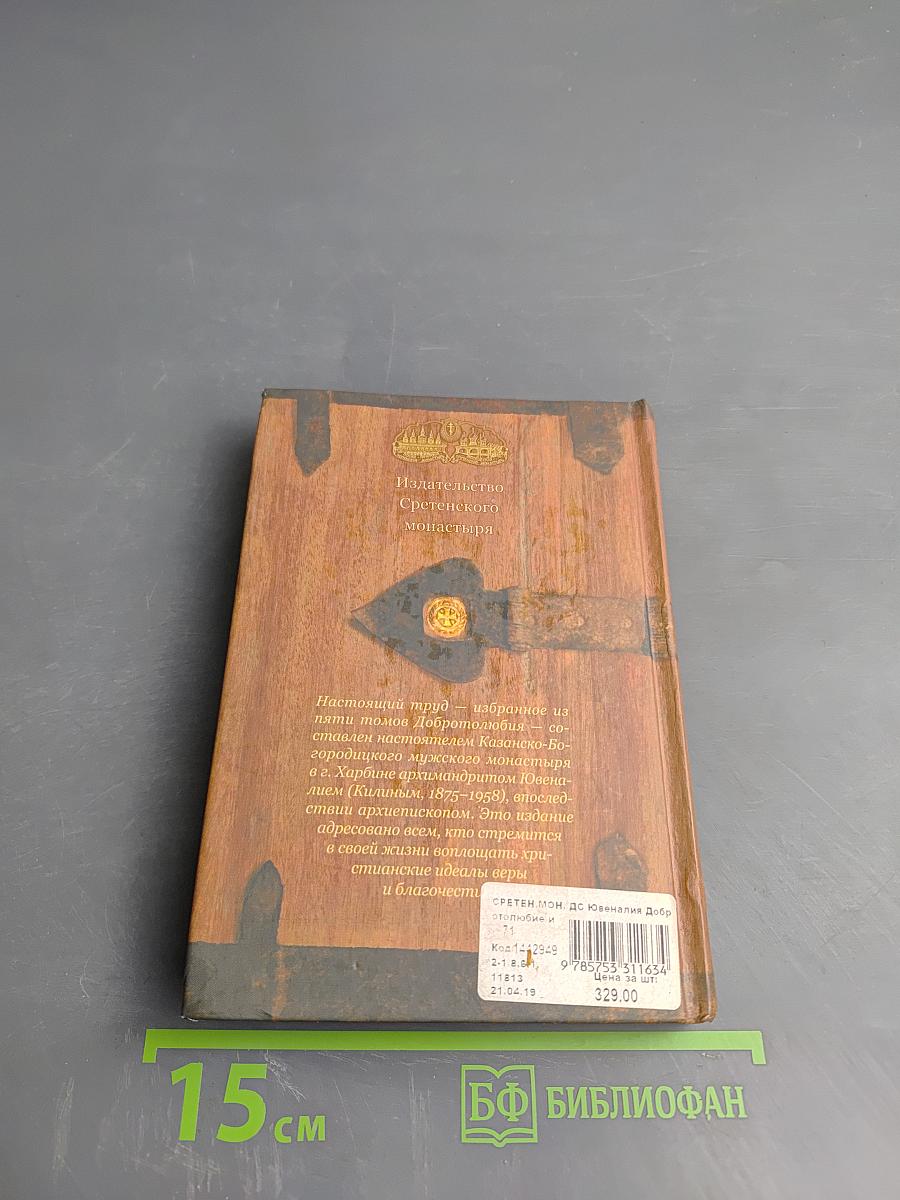 Издательство
Сретенского
монастыря
Настоящий труд — избранное из
пяти томов Добротолюбия — со-
ставлен настоятелем Казанско-Бо-
городицкого мужского монастыря
в г. Харбине архимандритом Ювена-
лием (Килиным, 1875–1958), впослед-
ствии архиепископом. Это издание
адресовано всем, кто стремится
в своей жизни воплощать хри-
стианские идеалы веры
и благочести
СРЕТЕН.МОН. ДС Ювеналия Добр
отолюбие и
71
Код:1442949
11813
21.04.19
9 785753 311634
Цена за шт:
329,00
15 см
БФ БИБЛИОФАН